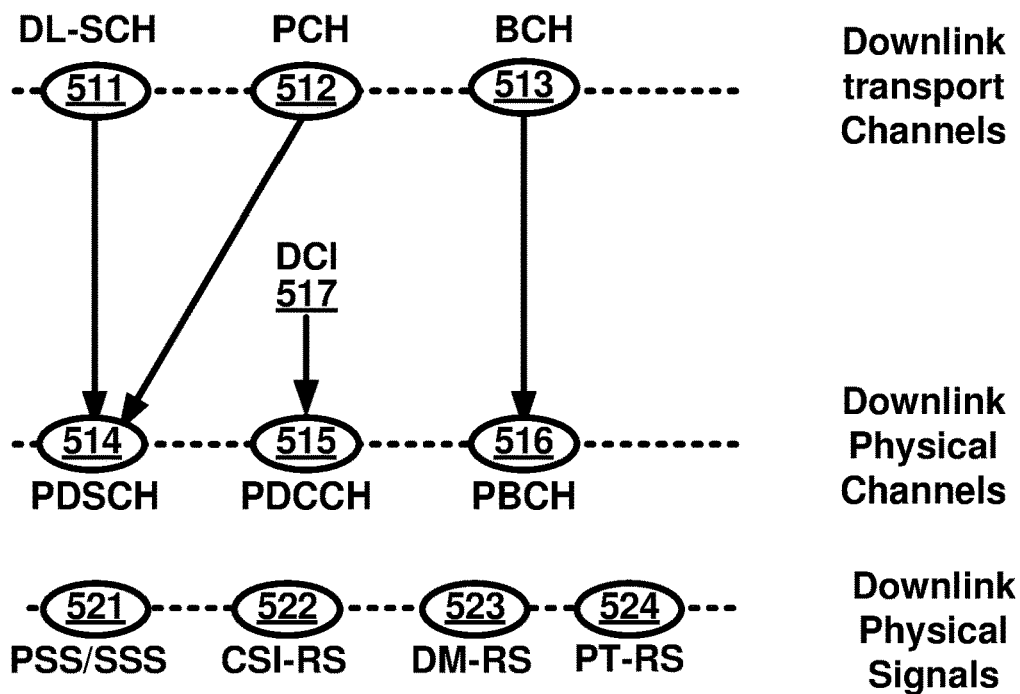 DL-SCH PCH BCH
511 512 513
Downlink
transport
Channels
DCI
517
514 515 516
PDSCH PDCCH PBCH
Downlink
Physical
Channels
521 522 523 524
PSS/SSS CSI-RS DM-RS PT-RS
Downlink
Physical
Signals